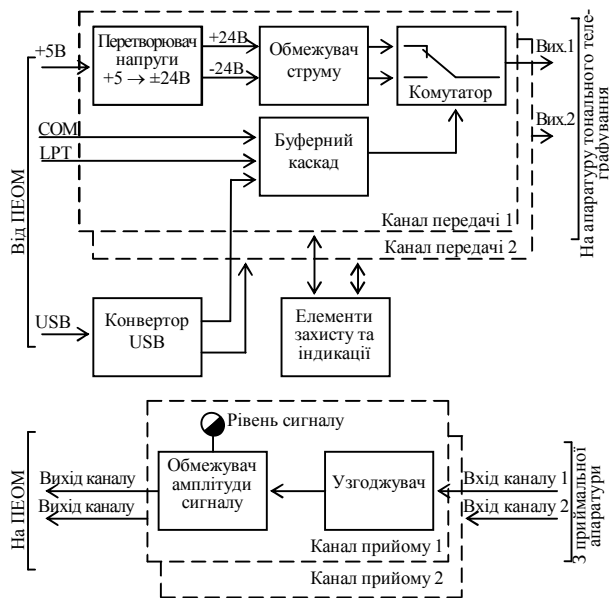 +5В
Перетворювач
напруги
+5 → ±24В
+24В
-24В
Обмежувач
струму
Комутатор
Вих.1
Вих.2
COM
LPT
Буферний
каскад
Канал передачі 1
Канал передачі 2
Від ПЕОМ
На апаратуру тонального теле-
графування
USB
Конвертор
USB
Елементи
захисту та
індикації
Рівень сигналу
Вихід каналу
Вихід каналу
Обмежувач
амплітуди
сигналу
Узгоджувач
Вхід каналу 1
Вхід каналу 2
Канал прийому 1
Канал прийому 2
На ПЕОМ
З приймальної
апаратури